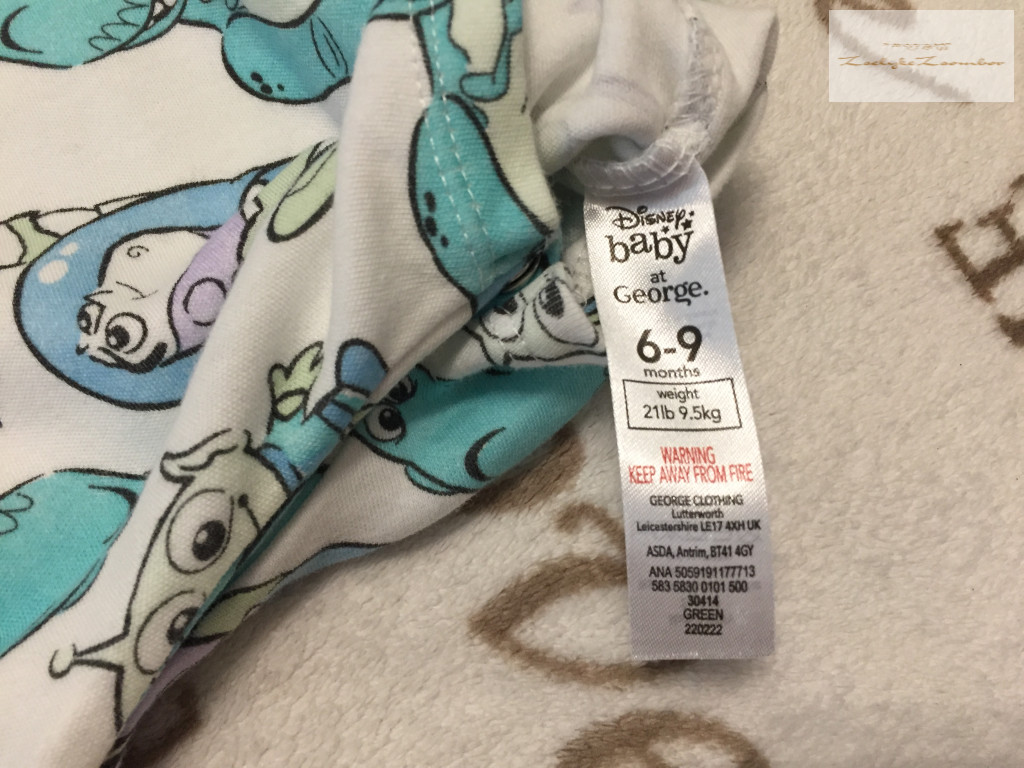 Disney
baby
at
George.
6-9
months
weight
21lb 9.5kg
WARNING
KEEP AWAY FROM FIRE
GEORGE CLOTHING
Lutterworth
Leicestershire LE17 4XH UK
ASDA, Antrim, BT41 4GY
ANA 5059191177713
583 5830 0101 500
30414
GREEN
220222